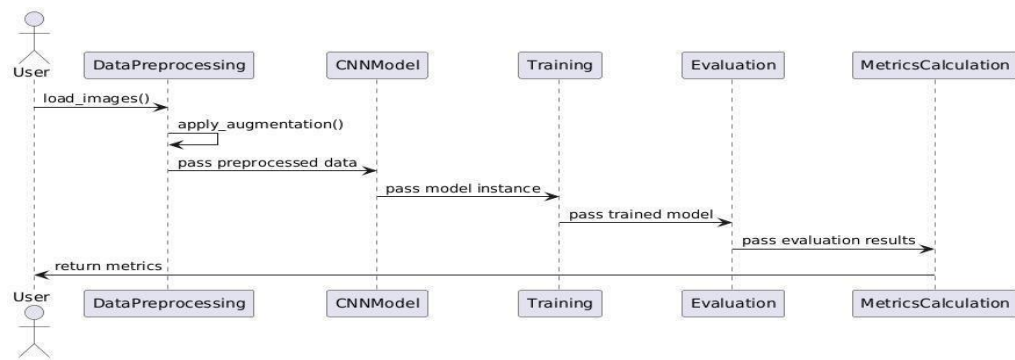 User
DataPreprocessing
CNNModel
Training
Evaluation
MetricsCalculation
load_images()
apply_augmentation()
pass preprocessed data
pass model instance
pass trained model
pass evaluation results
return metrics
User
DataPreprocessing
CNNModel
Training
Evaluation
MetricsCalculation